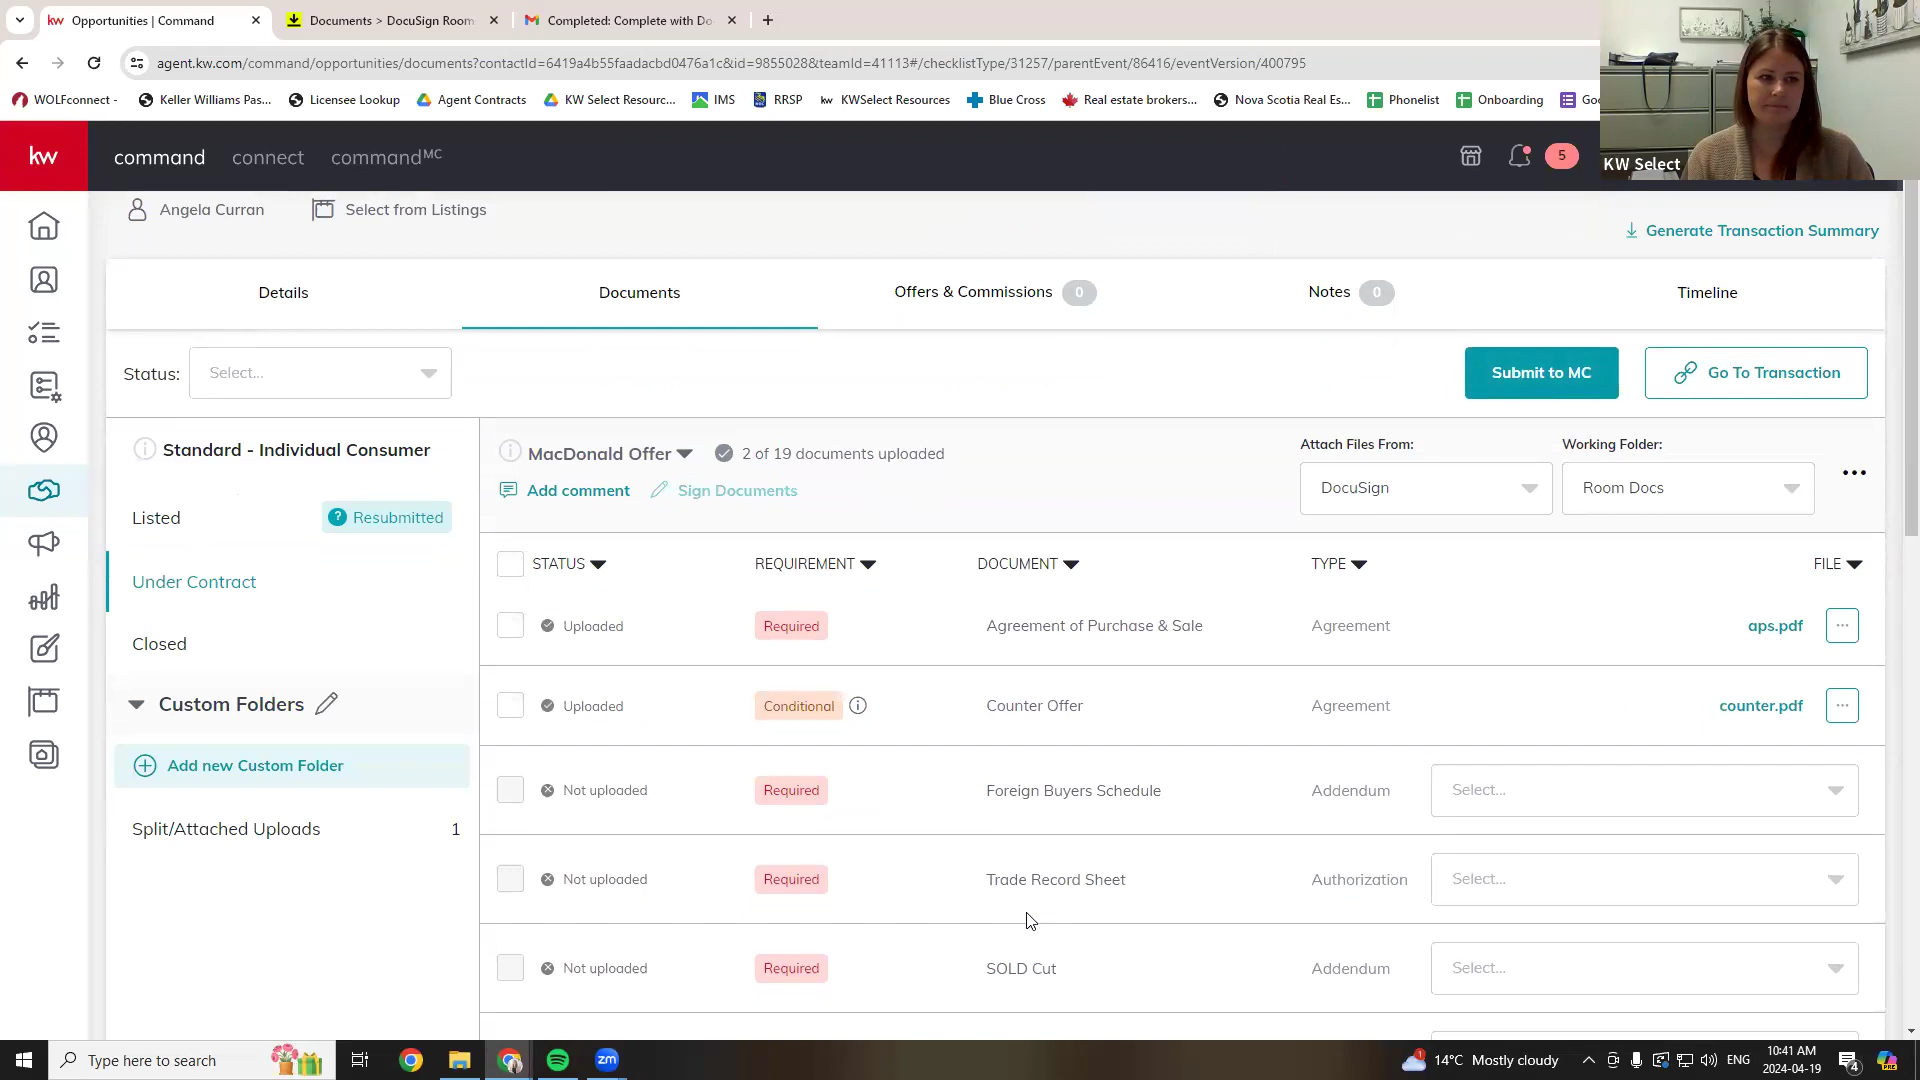 Opportunities | Command
Documents > DocuSign Room
Completed: Complete with Do
agent.kw.com/command/opportunities/documents?contactId=6419a4b55faadacbd0476a1c&id=9855028&teamId=41113#/checklistType/31257/parentEvent/86416/eventVersion/400795
WOLFconnect -
Keller Williams Pas...
Licensee Lookup
Agent Contracts
KW Select Resourc...
IMS
RRSP
KWSelect Resources
Blue Cross
Real estate brokers...
Nova Scotia Real Es...
Phonelist
Onboarding
Goo
kw
command
connect
commandMC
5
KW Select
Angela Curran
Select from Listings
Generate Transaction Summary
Details
Documents
Offers & Commissions 0
Notes 0
Timeline
Status:
Select...
Submit to MC
Go To Transaction
Standard - Individual Consumer
Listed
Resubmitted
Under Contract
Closed
Custom Folders
Add new Custom Folder
Split/Attached Uploads 1
MacDonald Offer
2 of 19 documents uploaded
Add comment
Sign Documents
Attach Files From:
DocuSign
Working Folder:
Room Docs
STATUS REQUIREMENT DOCUMENT TYPE FILE
Uploaded Required Agreement of Purchase & Sale Agreement aps.pdf
Uploaded Conditional Counter Offer Agreement counter.pdf
Not uploaded Required Foreign Buyers Schedule Addendum Select...
Not uploaded Required Trade Record Sheet Authorization Select...
Not uploaded Required SOLD Cut Addendum Select...
Type here to search
zm
1
14°C Mostly cloudy
ENG
10:41 AM
2024-04-19
4